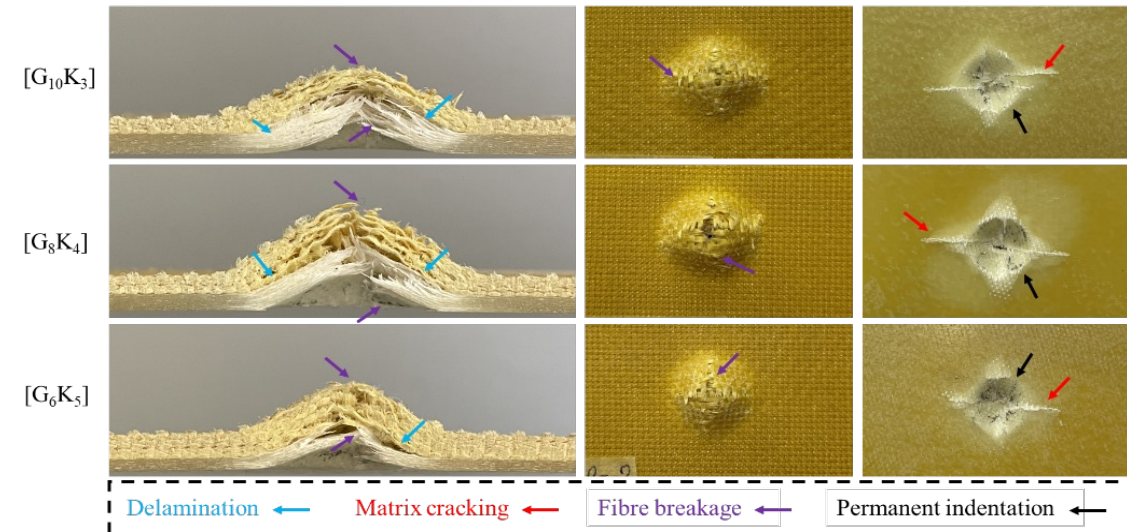 [G₁₀K₃]
[G₈K₄]
[G₆K₅]
Delamination
Matrix cracking
Fibre breakage
Permanent indentation